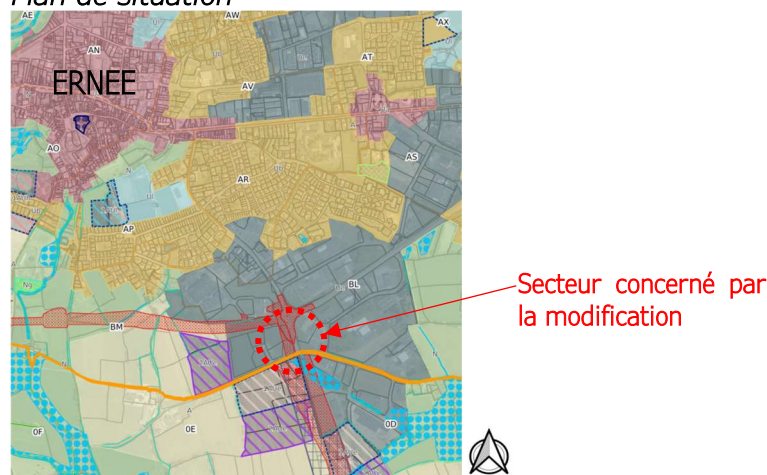 Plan de situation
AE
AW
AX
AN
AT
ERNEE
AV
AO
AS
N
AR
AP
Ng
BL
BM
N
N
A
0E
0D
0F
Secteur concerné par
la modification